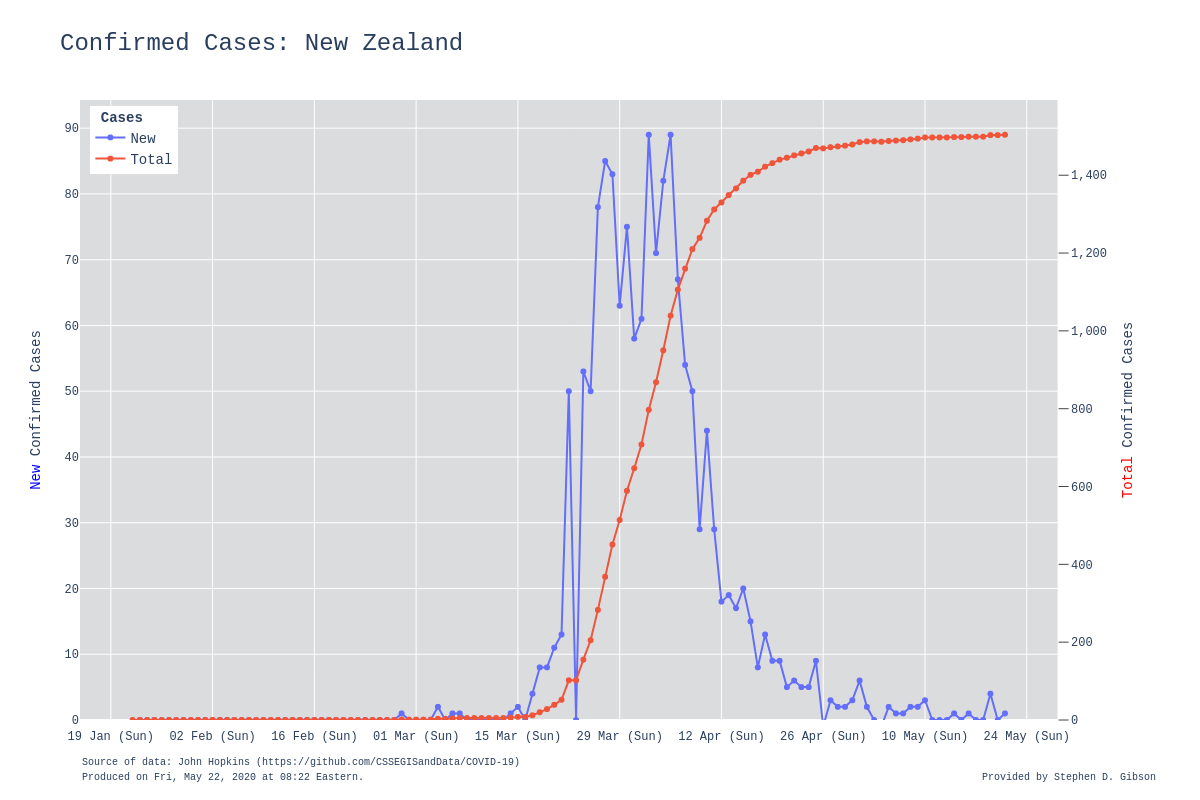 Confirmed Cases: New Zealand
Cases
New
Total
90
80
70
60
50
40
30
20
10
0
New Confirmed Cases
1,400
1,200
1,000
800
600
400
200
0
Total Confirmed Cases
19 Jan (Sun) 02 Feb (Sun) 16 Feb (Sun) 01 Mar (Sun) 15 Mar (Sun) 29 Mar (Sun) 12 Apr (Sun) 26 Apr (Sun) 10 May (Sun) 24 May (Sun)
Source of data: John Hopkins (https://github.com/CSSEGISandData/COVID-19)
Produced on Fri, May 22, 2020 at 08:22 Eastern.
Provided by Stephen D. Gibson